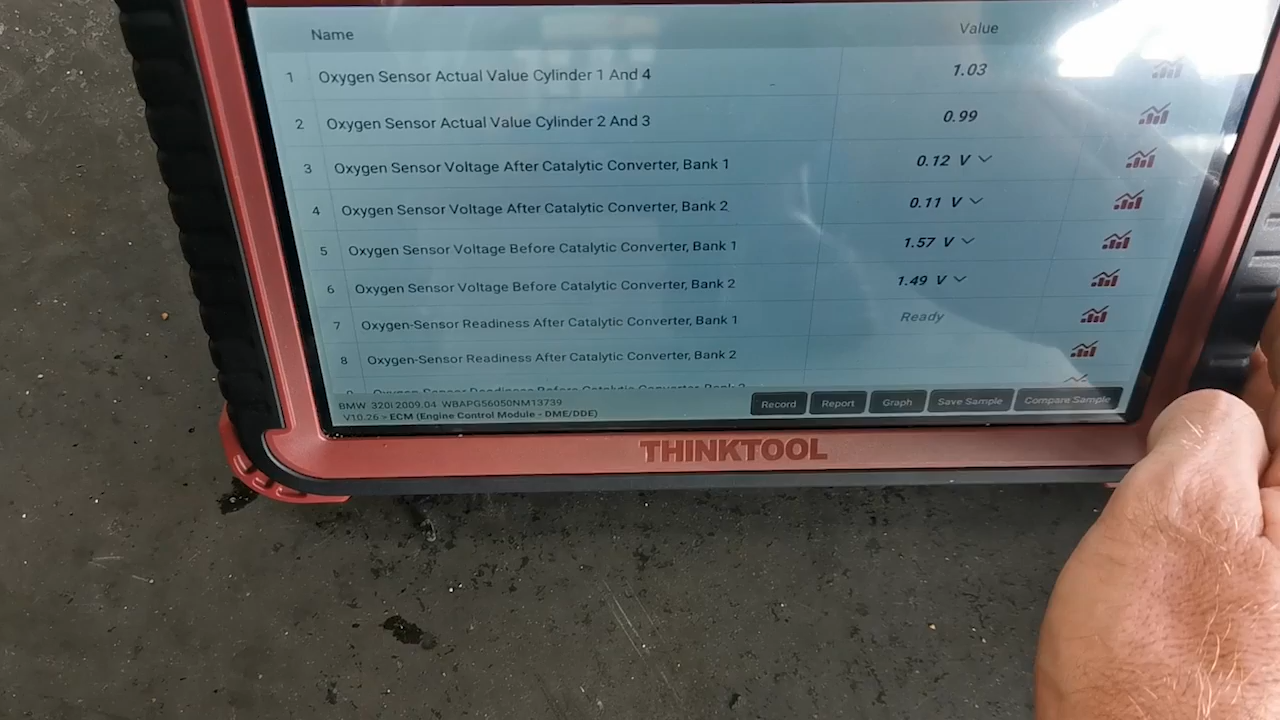 Name Value
1 Oxygen Sensor Actual Value Cylinder 1 And 4 1.03
2 Oxygen Sensor Actual Value Cylinder 2 And 3 0.99
3 Oxygen Sensor Voltage After Catalytic Converter, Bank 1 0.12 V
4 Oxygen Sensor Voltage After Catalytic Converter, Bank 2 0.11 V
5 Oxygen Sensor Voltage Before Catalytic Converter, Bank 1 1.57 V
6 Oxygen Sensor Voltage Before Catalytic Converter, Bank 2 1.49 V
7 Oxygen-Sensor Readiness After Catalytic Converter, Bank 1 Ready
8 Oxygen-Sensor Readiness After Catalytic Converter, Bank 2
BMW 320i 2009.04 WBAPG56050NM13739
V10.26 > ECM (Engine Control Module - DME/DDE)
Record Report Graph Save Sample Compare Sample
THINKTOOL